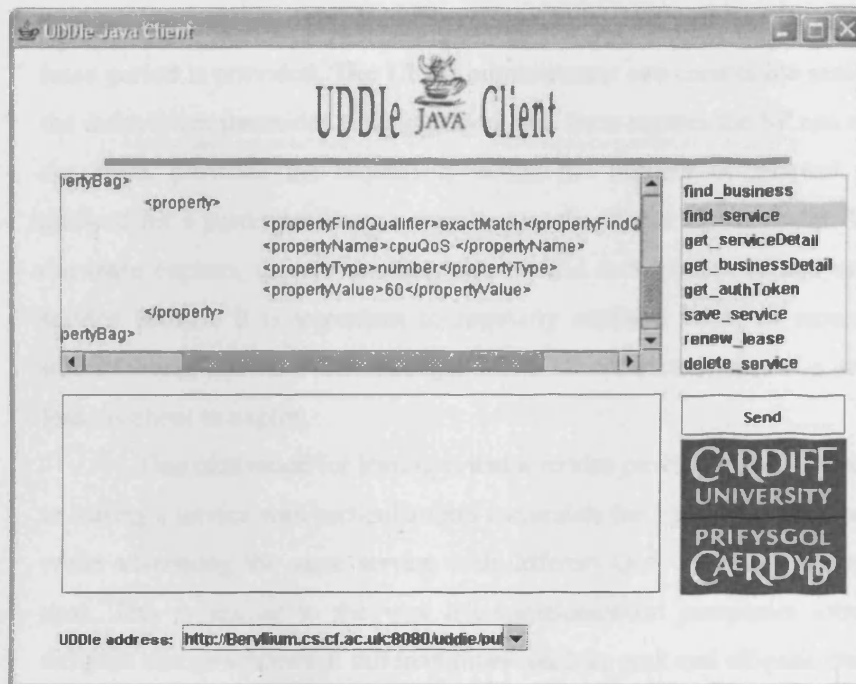 UDDIe Java Client
UDDIe JAVA Client
pertyBag>
<property>
<propertyFindQualifier>exactMatch</propertyFindQ
<propertyName>cpuQoS </propertyName>
<propertyType>number</propertyType>
<propertyValue>60</propertyValue>
</property>
pertyBag>
find_business
find_service
get_serviceDetail
get_businessDetail
get_authToken
save_service
renew_lease
delete_service
Send
CARDIFF
UNIVERSITY
PRIFYSGOL
CAERDYDD
UDDIe address: http://Beryllium.cs.cf.ac.uk:8080/uddie/pu